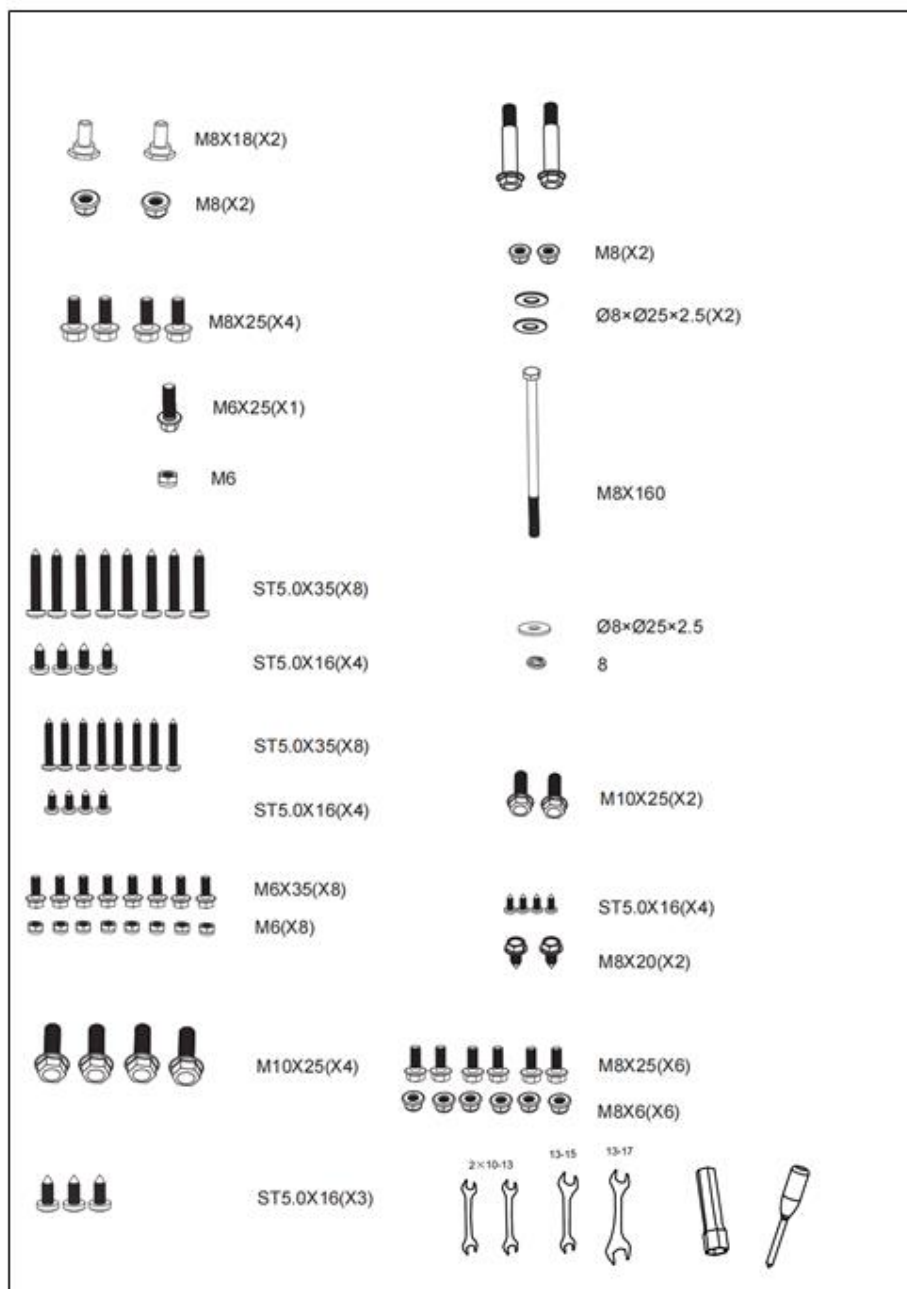 M8X18(X2)
M8(X2)
M8X25(X4)
M6X25(X1)
M6
ST5.0X35(X8)
ST5.0X16(X4)
ST5.0X35(X8)
ST5.0X16(X4)
M6X35(X8)
M6(X8)
M10X25(X4)
ST5.0X16(X3)
M8(X2)
Ø8×Ø25×2.5(X2)
M8X160
Ø8×Ø25×2.5
8
M10X25(X2)
ST5.0X16(X4)
M8X20(X2)
M8X25(X6)
M8X6(X6)
2×10-13
13-15
13-17